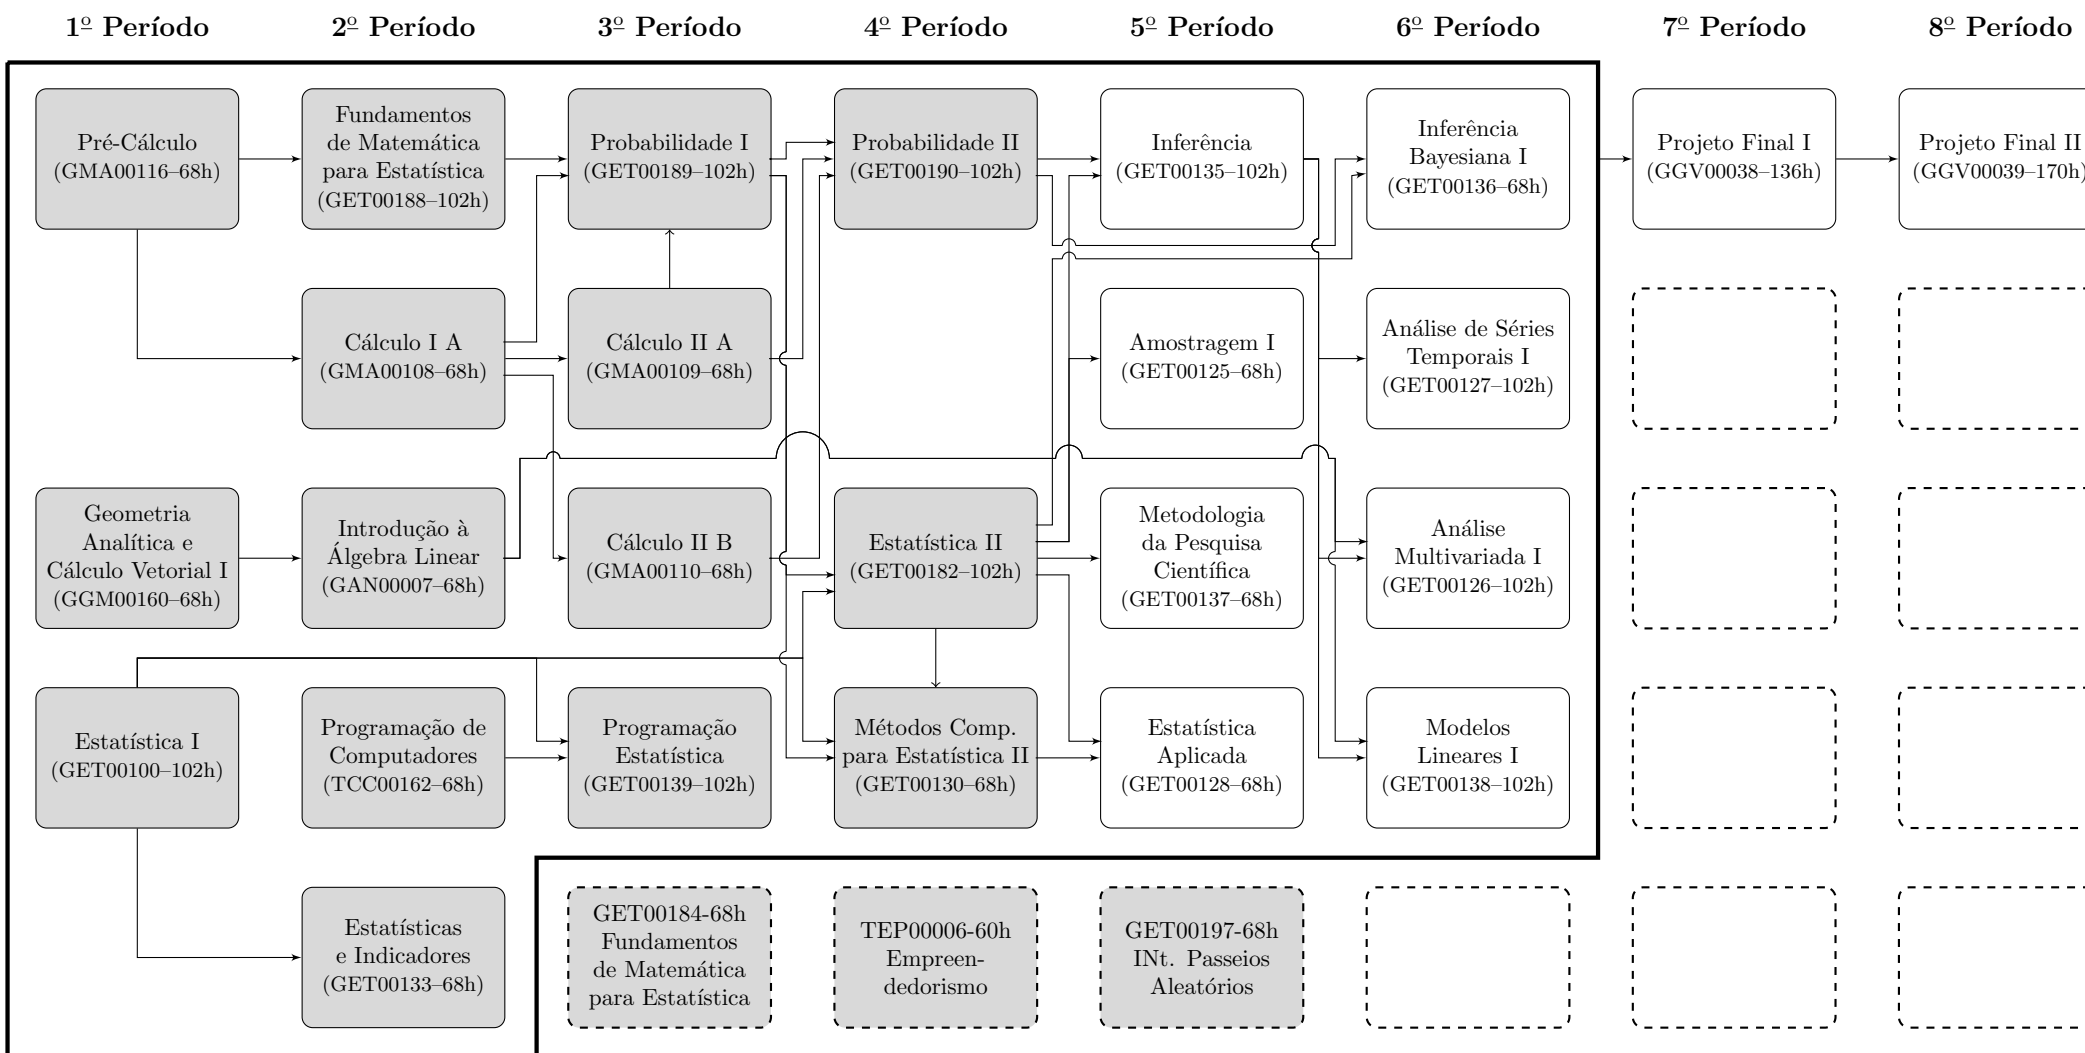 1º Período
2º Período
3º Período
4º Período
5º Período
6º Período
7º Período
8º Período
Pré-Cálculo
(GMA00116–68h)
Fundamentos
de Matemática
para Estatística
(GET00188–102h)
Probabilidade I
(GET00189–102h)
Probabilidade II
(GET00190–102h)
Inferência
(GET00135–102h)
Inferência
Bayesiana I
(GET00136–68h)
Projeto Final I
(GGV00038–136h)
Projeto Final II
(GGV00039–170h)
Cálculo I A
(GMA00108–68h)
Cálculo II A
(GMA00109–68h)
Amostragem I
(GET00125–68h)
Análise de Séries
Temporais I
(GET00127–102h)
Geometria
Analítica e
Cálculo Vetorial I
(GGM00160–68h)
Introdução à
Álgebra Linear
(GAN00007–68h)
Cálculo II B
(GMA00110–68h)
Estatística II
(GET00182–102h)
Metodologia
da Pesquisa
Científica
(GET00137–68h)
Análise
Multivariada I
(GET00126–102h)
Estatística I
(GET00100–102h)
Programação de
Computadores
(TCC00162–68h)
Programação
Estatística
(GET00139–102h)
Métodos Comp.
para Estatística II
(GET00130–68h)
Estatística
Aplicada
(GET00128–68h)
Modelos
Lineares I
(GET00138–102h)
Estatísticas
e Indicadores
(GET00133–68h)
GET00184-68h
Fundamentos
de Matemática
para Estatística
TEP00006-60h
Empreen-
dedorismo
GET00197-68h
INt. Passeios
Aleatórios